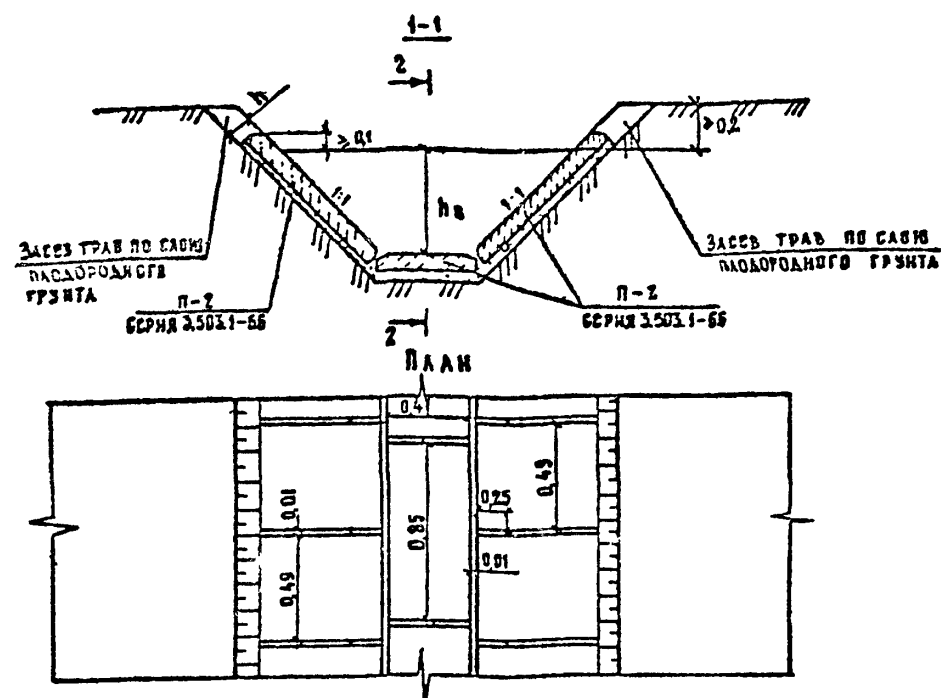 1-1
2
≥0,1
≥0,2
1:1
1:1
hв
ЗАСЕВ ТРАВ ПО СЛОЮ
ПЛОДОРОДНОГО
ГРУНТА
ЗАСЕВ ТРАВ ПО СЛОЮ
ПЛОДОРОДНОГО ГРУНТА
П-2
СЕРИЯ 3.503.1-66
П-2
СЕРИЯ 3.503.1-66
2
ПЛАН
0,4
0,01
0,85
0,25
0,49
0,01
0,49